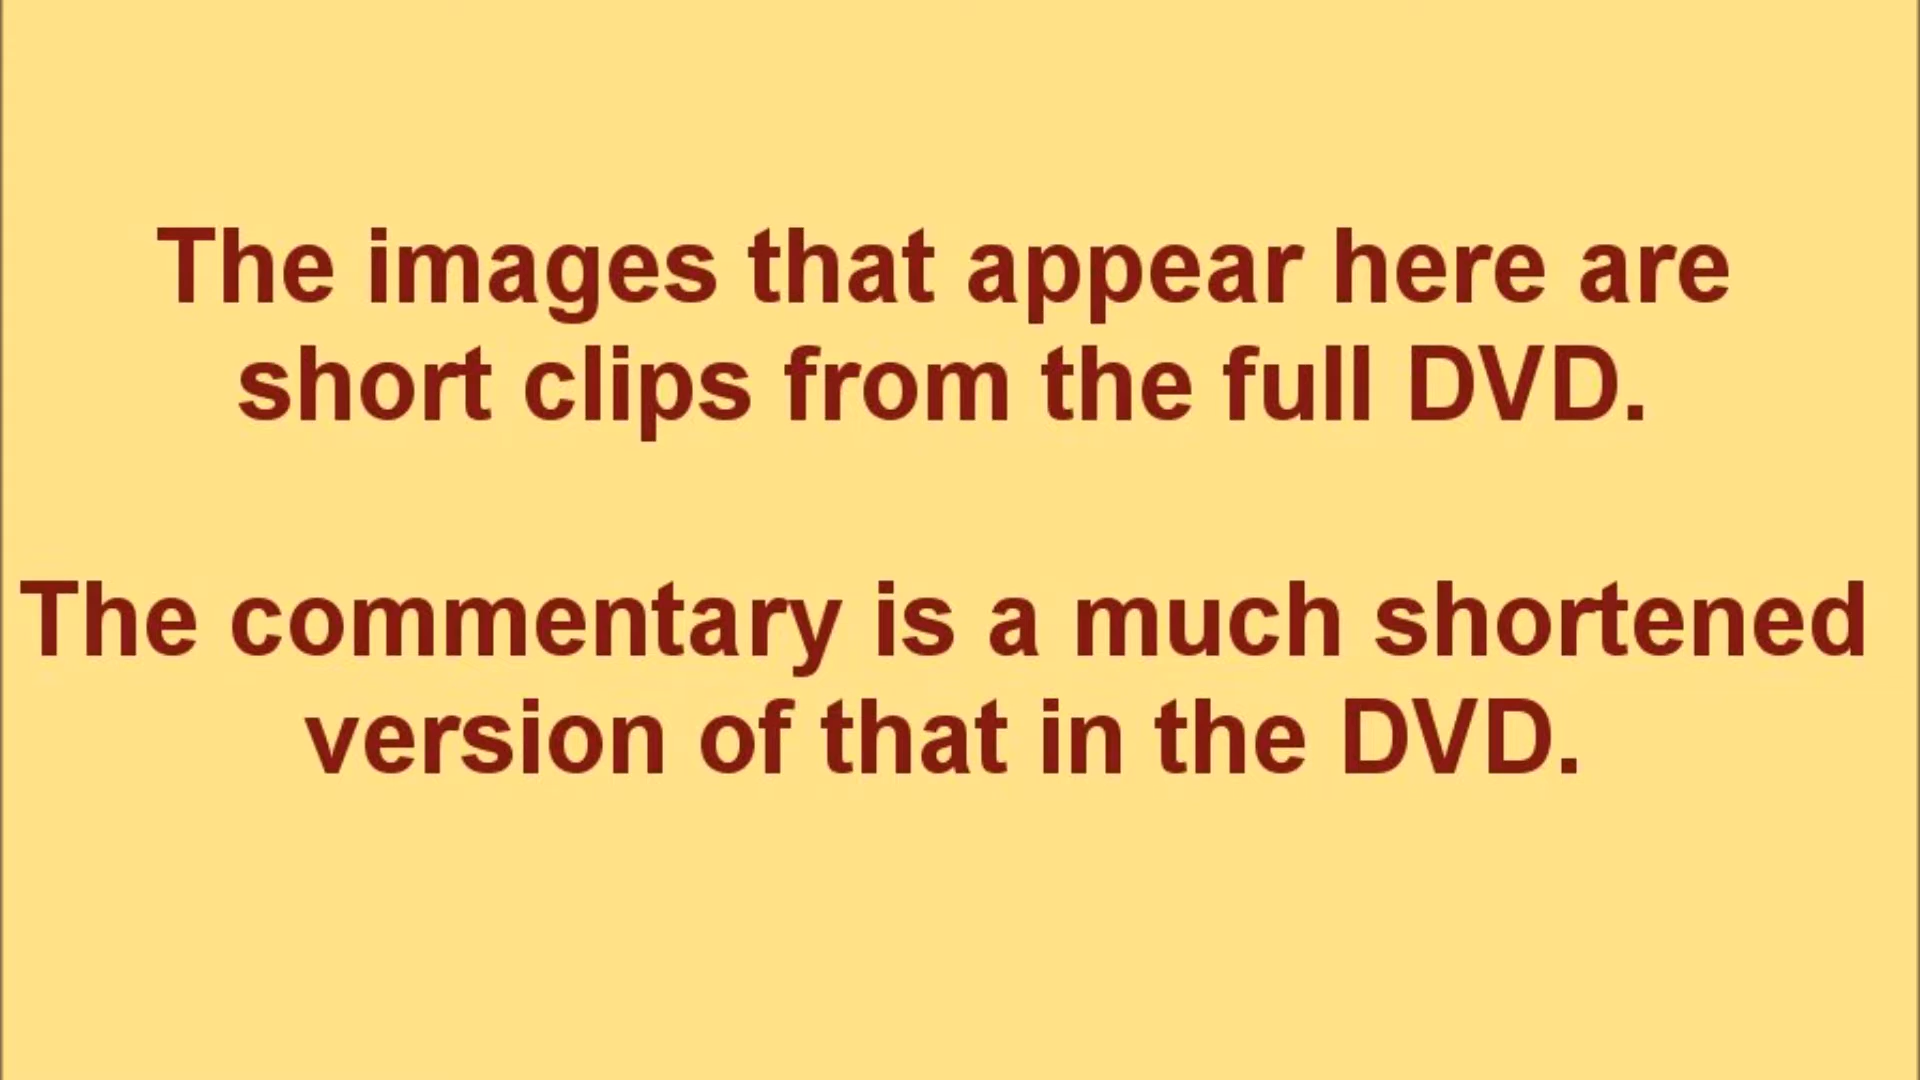 The images that appear here are
short clips from the full DVD.
The commentary is a much shortened
version of that in the DVD.